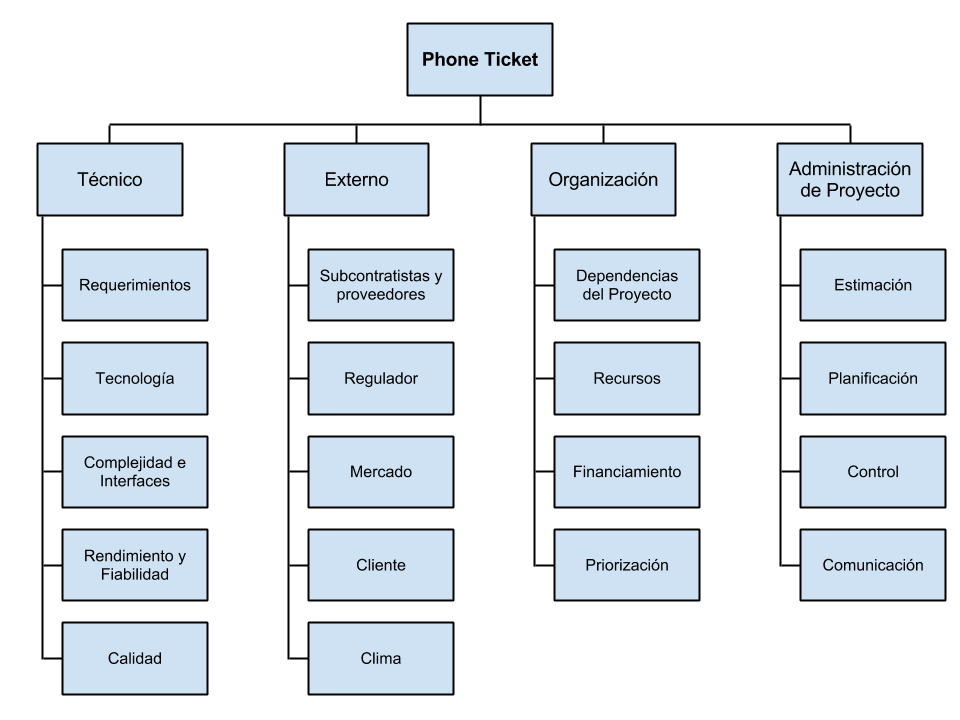 Phone Ticket
Técnico
Externo
Organización
Administración
de Proyecto
Requerimientos
Subcontratistas y
proveedores
Dependencias
del Proyecto
Estimación
Tecnología
Regulador
Recursos
Planificación
Complejidad e
Interfaces
Mercado
Financiamiento
Control
Rendimiento y
Fiabilidad
Cliente
Priorización
Comunicación
Calidad
Clima